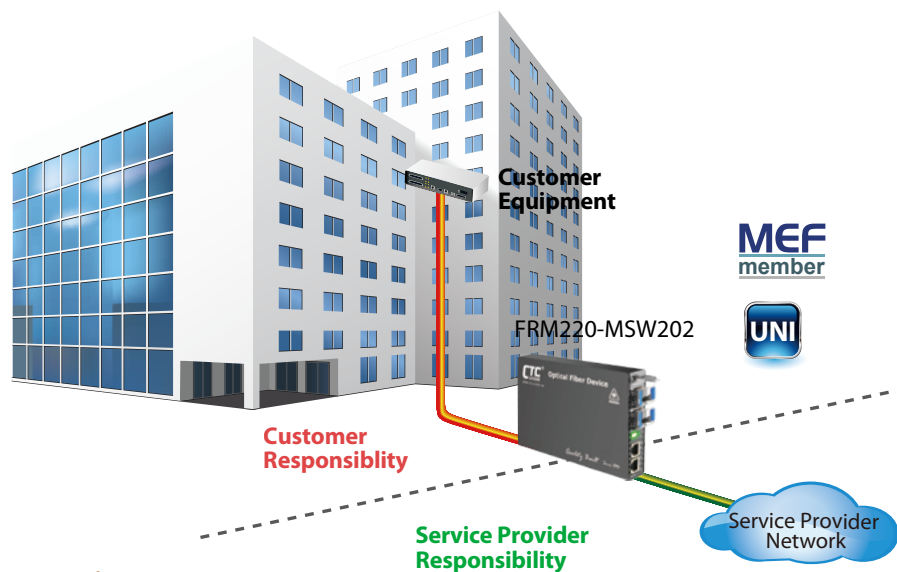 Customer
Equipment
MEF
member
FRM220-MSW202
UNI
CTC
Optical Fiber Device
Customer
Responsiblity
Service Provider
Network
Service Provider
Responsibility